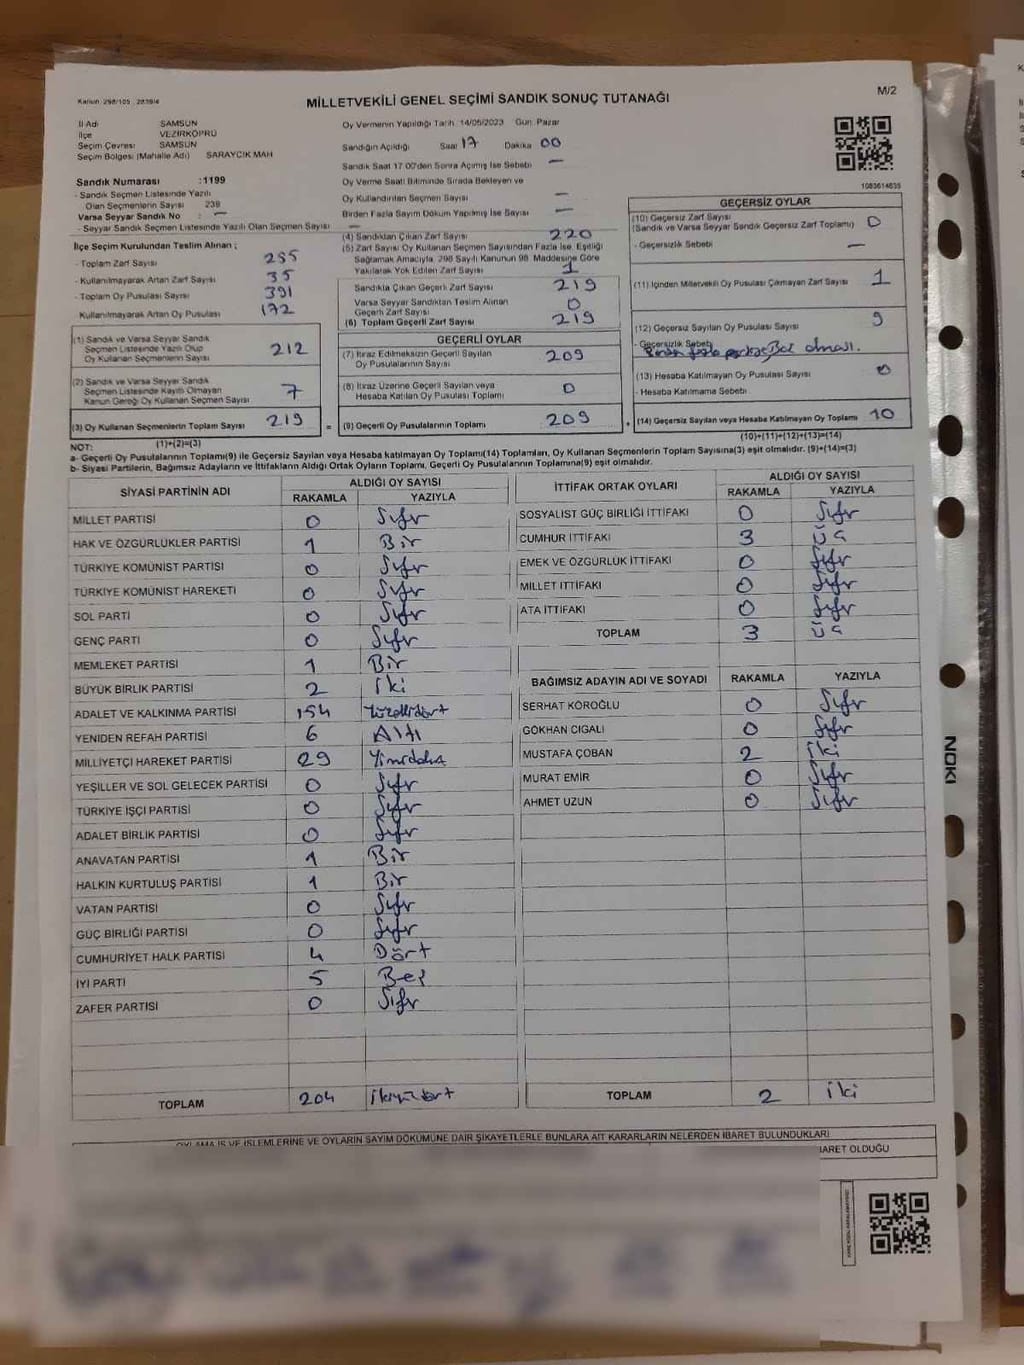 Kanun: 298/105, 2839/4
M/2
MİLLETVEKİLİ GENEL SEÇİMİ SANDIK SONUÇ TUTANAĞI
İl Adı SAMSUN
İlçe VEZİRKÖPRÜ
Seçim Çevresi SAMSUN
Seçim Bölgesi (Mahalle Adı) SARAYCIK MAH
Sandık Numarası :1199
- Sandık Seçmen Listesinde Yazılı
Olan Seçmenlerin Sayısı 239
Varsa Seyyar Sandık No : —
- Seyyar Sandık Seçmen Listesinde Yazılı Olan Seçmen Sayısı —
Oy Vermenin Yapıldığı Tarih :14/05/2023 Gün: Pazar
Sandığın Açıldığı Saat 17 Dakika 00
Sandık Saat 17:00'den Sonra Açılmış İse Sebebi —
Oy Verme Saati Bitiminde Sırada Bekleyen ve
Oy Kullandırılan Seçmen Sayısı —
Birden Fazla Sayım Döküm Yapılmış İse Sayısı —
1083614635
İlçe Seçim Kurulundan Teslim Alınan ;
- Toplam Zarf Sayısı 255
- Kullanılmayarak Artan Zarf Sayısı 35
- Toplam Oy Pusulası Sayısı 391
- Kullanılmayarak Artan Oy Pusulası 172
(4) Sandıktan Çıkan Zarf Sayısı 220
(5) Zarf Sayısı Oy Kullanan Seçmen Sayısından Fazla İse, Eşitliği
Sağlamak Amacıyla, 298 Sayılı Kanunun 98. Maddesine Göre
Yakılarak Yok Edilen Zarf Sayısı 1
Sandıkla Çıkan Geçerli Zarf Sayısı 219
Varsa Seyyar Sandıktan Teslim Alınan
Geçerli Zarf Sayısı 0
(6) Toplam Geçerli Zarf Sayısı 219
GEÇERSİZ OYLAR
(10) Geçersiz Zarf Sayısı
(Sandık ve Varsa Seyyar Sandık Geçersiz Zarf Toplamı) 0
- Geçersizlik Sebebi —
(11) İçinden Milletvekili Oy Pusulası Çıkmayan Zarf Sayısı 1
(12) Geçersiz Sayılan Oy Pusulası Sayısı 9
- Geçersizlik Sebebi
Birden fazla partiye Bas olması.
(13) Hesaba Katılmayan Oy Pusulası Sayısı 0
- Hesaba Katılmama Sebebi
(14) Geçersiz Sayılan veya Hesaba Katılmayan Oy Toplamı 10
(10)+(11)+(12)+(13)=(14)
(1) Sandık ve Varsa Seyyar Sandık
Seçmen Listesinde Yazılı Olup
Oy Kullanan Seçmenlerin Sayısı 212
(2) Sandık ve Varsa Seyyar Sandık
Seçmen Listesinde Kayıtlı Olmayan
Kanun Gereği Oy Kullanan Seçmen Sayısı 7
(3) Oy Kullanan Seçmenlerin Toplam Sayısı 219
(1)+(2)=(3)
GEÇERLİ OYLAR
(7) İtiraz Edilmeksizin Geçerli Sayılan
Oy Pusulalarının Sayısı 209
(8) İtiraz Üzerine Geçerli Sayılan veya
Hesaba Katılan Oy Pusulası Toplamı 0
(9) Geçerli Oy Pusulalarının Toplamı 209
NOT:
a- Geçerli Oy Pusulalarının Toplamı(9) ile Geçersiz Sayılan veya Hesaba katılmayan Oy Toplamı(14) Toplamları, Oy Kullanan Seçmenlerin Toplam Sayısına(3) eşit olmalıdır. (9)+(14)=(3)
b- Siyasi Partilerin, Bağımsız Adayların ve İttifakların Aldığı Ortak Oyların Toplamı, Geçerli Oy Pusulalarının Toplamına(9) eşit olmalıdır.
SİYASİ PARTİNİN ADI ALDIĞI OY SAYISI
RAKAMLA YAZIYLA
MİLLET PARTİSİ 0 Sıfır
HAK VE ÖZGÜRLÜKLER PARTİSİ 1 Bir
TÜRKİYE KOMÜNİST PARTİSİ 0 Sıfır
TÜRKİYE KOMÜNİST HAREKETİ 0 Sıfır
SOL PARTİ 0 Sıfır
GENÇ PARTİ 0 Sıfır
MEMLEKET PARTİSİ 1 Bir
BÜYÜK BİRLİK PARTİSİ 2 iki
ADALET VE KALKINMA PARTİSİ 154 Yüzellidört
YENİDEN REFAH PARTİSİ 6 Altı
MİLLİYETÇİ HAREKET PARTİSİ 29 Yirmidokuz
YEŞİLLER VE SOL GELECEK PARTİSİ 0 Sıfır
TÜRKİYE İŞÇİ PARTİSİ 0 Sıfır
ADALET BİRLİK PARTİSİ 0 Sıfır
ANAVATAN PARTİSİ 1 Bir
HALKIN KURTULUŞ PARTİSİ 1 Bir
VATAN PARTİSİ 0 Sıfır
GÜÇ BİRLİĞİ PARTİSİ 0 Sıfır
CUMHURİYET HALK PARTİSİ 4 Dört
İYİ PARTİ 5 Beş
ZAFER PARTİSİ 0 Sıfır
TOPLAM 204 ikiyüzdört
İTTİFAK ORTAK OYLARI ALDIĞI OY SAYISI
RAKAMLA YAZIYLA
SOSYALİST GÜÇ BİRLİĞİ İTTİFAKI 0 Sıfır
CUMHUR İTTİFAKI 3 Üç
EMEK VE ÖZGÜRLÜK İTTİFAKI 0 Sıfır
MİLLET İTTİFAKI 0 Sıfır
ATA İTTİFAKI 0 Sıfır
TOPLAM 3 Üç
BAĞIMSIZ ADAYIN ADI VE SOYADI RAKAMLA YAZIYLA
SERHAT KÖROĞLU 0 Sıfır
GÖKHAN CIGALI 0 Sıfır
MUSTAFA ÇOBAN 2 iki
MURAT EMİR 0 Sıfır
AHMET UZUN 0 Sıfır
TOPLAM 2 iki
OYLAMA İŞ VE İŞLEMLERİNE VE OYLARIN SAYIM DÖKÜMÜNE DAİR ŞİKAYETLERLE BUNLARA AİT KARARLARIN NELERDEN İBARET BULUNDUKLARI
İBARET OLDUĞU
NOKI